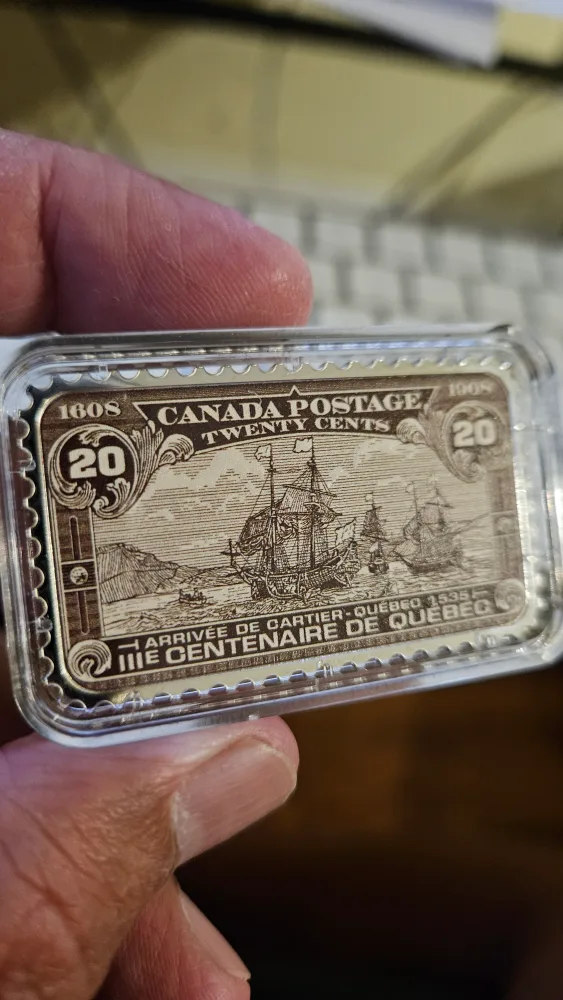 1608 1908
CANADA POSTAGE
TWENTY CENTS
20 20
ARRIVÉE DE CARTIER-QUÉBEC 1535
IIIE CENTENAIRE DE QUÉBEC